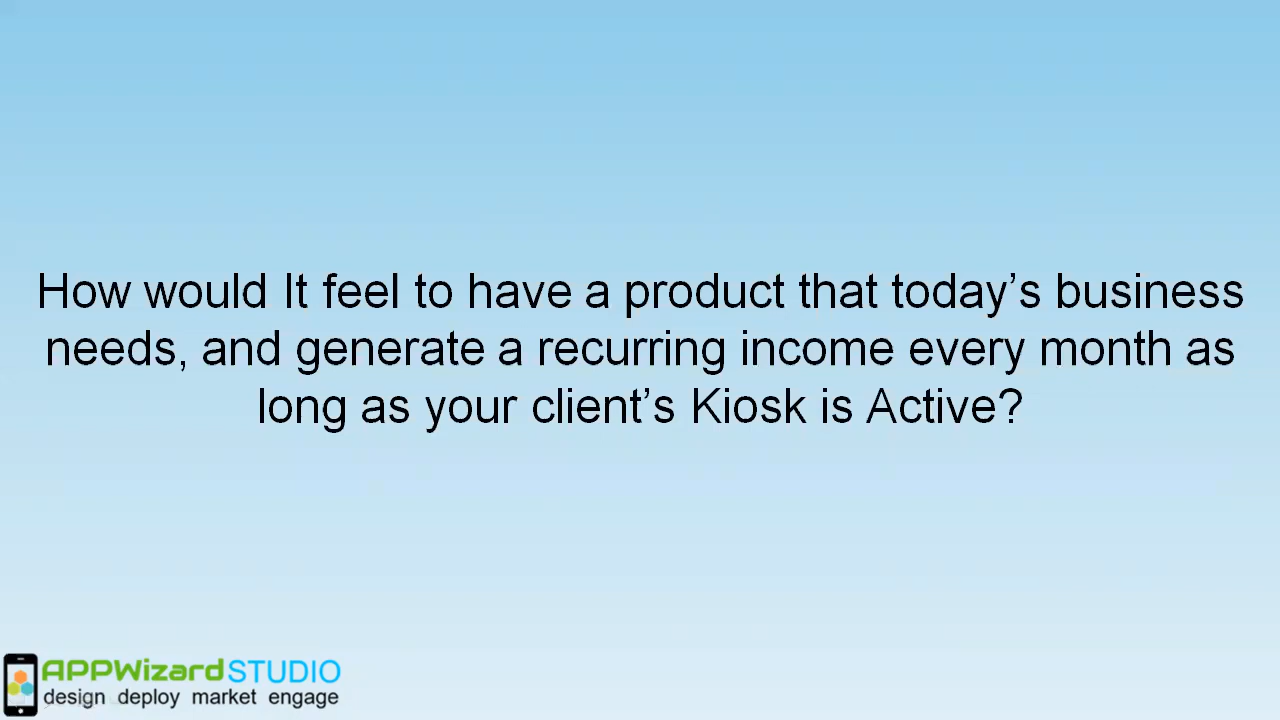 How would It feel to have a product that today’s business
needs, and generate a recurring income every month as
long as your client’s Kiosk is Active?
APPWizardSTUDIO
design deploy market engage